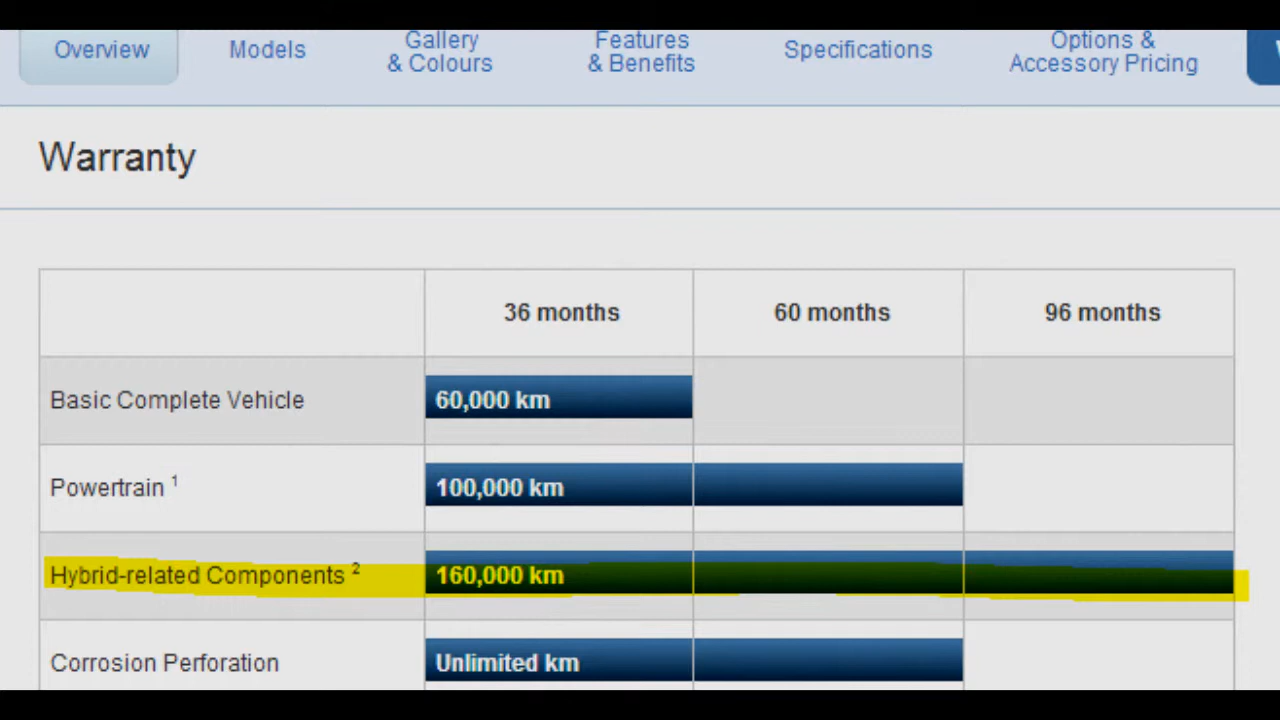 Overview
Models
Gallery
& Colours
Features
& Benefits
Specifications
Options &
Accessory Pricing
Warranty
36 months 60 months 96 months
Basic Complete Vehicle 60,000 km
Powertrain 1 100,000 km
Hybrid-related Components 2 160,000 km
Corrosion Perforation Unlimited km